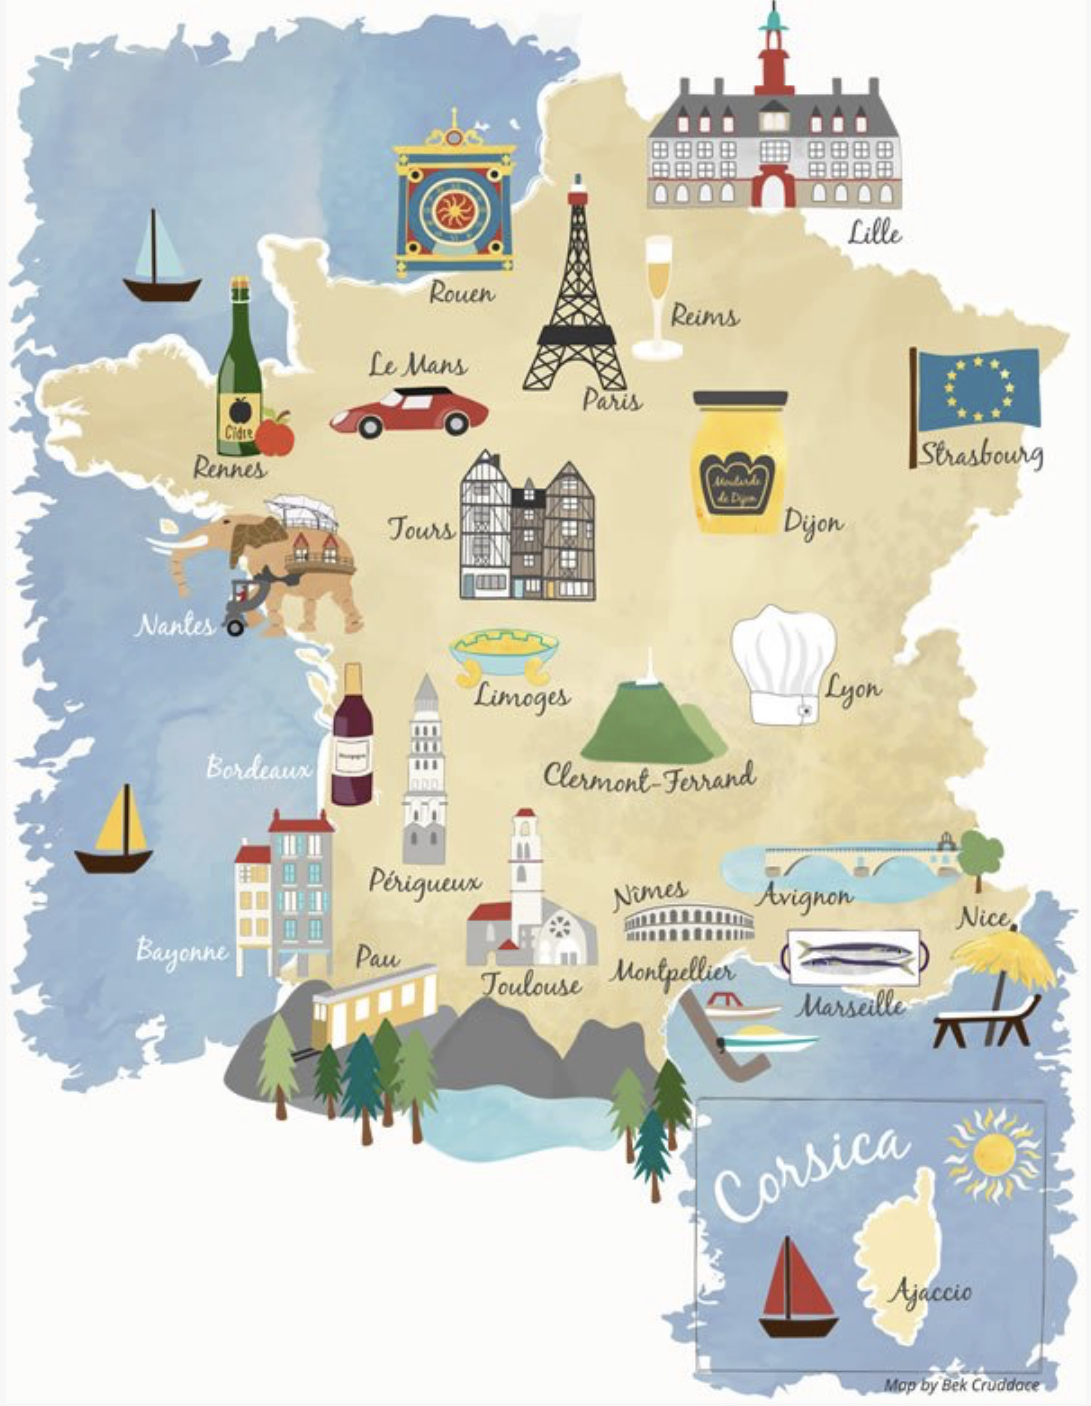 Lille
Rouen
Reims
Le Mans
Paris
Cidre
Rennes
Strasbourg
Moutarde
de Dijon
Tours
Dijon
Nantes
Limoges
Lyon
Bordeaux
Clermont-Ferrand
Périgueux
Nîmes
Avignon
Nice
Bayonne
Pau
Toulouse
Montpellier
Marseille
Corsica
Ajaccio
Map by Bek Cruddace